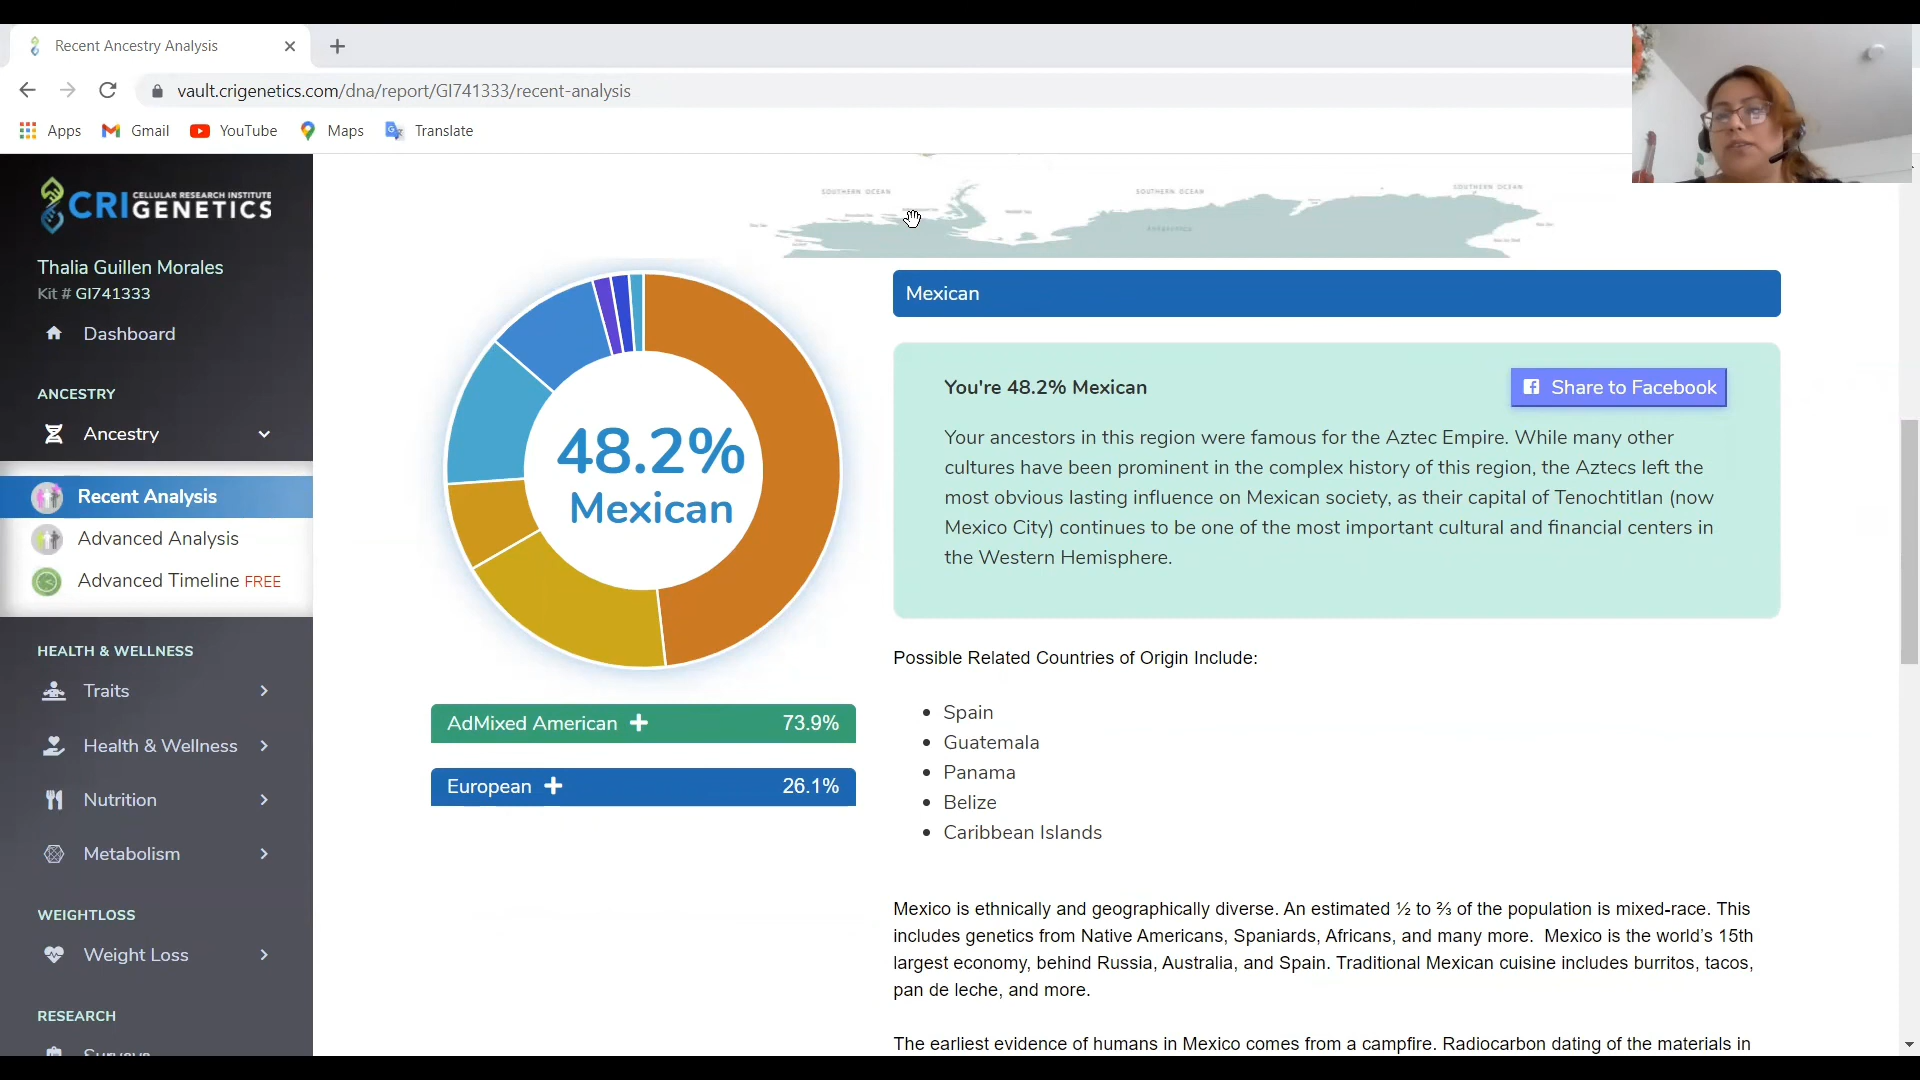 Recent Ancestry Analysis
vault.crigenetics.com/dna/report/GI741333/recent-analysis
Apps
Gmail
YouTube
Maps
Translate
CRIGENETICS
CELLULAR RESEARCH INSTITUTE
Thalia Guillen Morales
Kit # GI741333
Dashboard
ANCESTRY
Ancestry
Recent Analysis
Advanced Analysis
Advanced Timeline FREE
HEALTH & WELLNESS
Traits
Health & Wellness
Nutrition
Metabolism
WEIGHTLOSS
Weight Loss
RESEARCH
Surveys
SOUTHERN OCEAN
SOUTHERN OCEAN
SOUTHERN OCEAN
48.2%
Mexican
AdMixed American + 73.9%
European + 26.1%
Mexican
You're 48.2% Mexican
Share to Facebook
Your ancestors in this region were famous for the Aztec Empire. While many other
cultures have been prominent in the complex history of this region, the Aztecs left the
most obvious lasting influence on Mexican society, as their capital of Tenochtitlan (now
Mexico City) continues to be one of the most important cultural and financial centers in
the Western Hemisphere.
Possible Related Countries of Origin Include:
• Spain
• Guatemala
• Panama
• Belize
• Caribbean Islands
Mexico is ethnically and geographically diverse. An estimated ½ to ⅔ of the population is mixed-race. This
includes genetics from Native Americans, Spaniards, Africans, and many more. Mexico is the world's 15th
largest economy, behind Russia, Australia, and Spain. Traditional Mexican cuisine includes burritos, tacos,
pan de leche, and more.
The earliest evidence of humans in Mexico comes from a campfire. Radiocarbon dating of the materials in